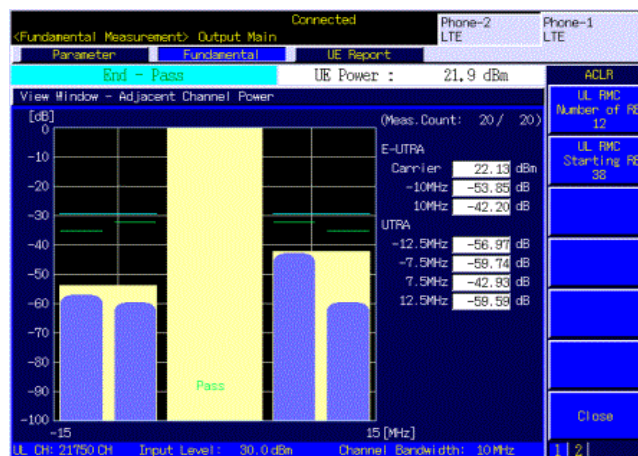 Connected
Phone-2
LTE
Phone-1
LTE
<Fundamental Measurement> Output Main
Parameter
Fundamental
UE Report
End - Pass
UE Power : 21.9 dBm
ACLR
View Window - Adjacent Channel Power
[dB]
0
-10
-20
-30
-40
-50
-60
-70
-80
-90
-100
Pass
-15
15 [MHz]
(Meas.Count: 20/ 20)
E-UTRA
Carrier 22.13 dBm
-10MHz -53.85 dB
10MHz -42.20 dB
UTRA
-12.5MHz -56.97 dB
-7.5MHz -59.74 dB
7.5MHz -42.93 dB
12.5MHz -59.59 dB
UL RMC
Number of RB
12
UL RMC
Starting RB
38
Close
UL CH: 21750 CH Input Level: 30.0 dBm Channel Bandwidth: 10 MHz
1 2